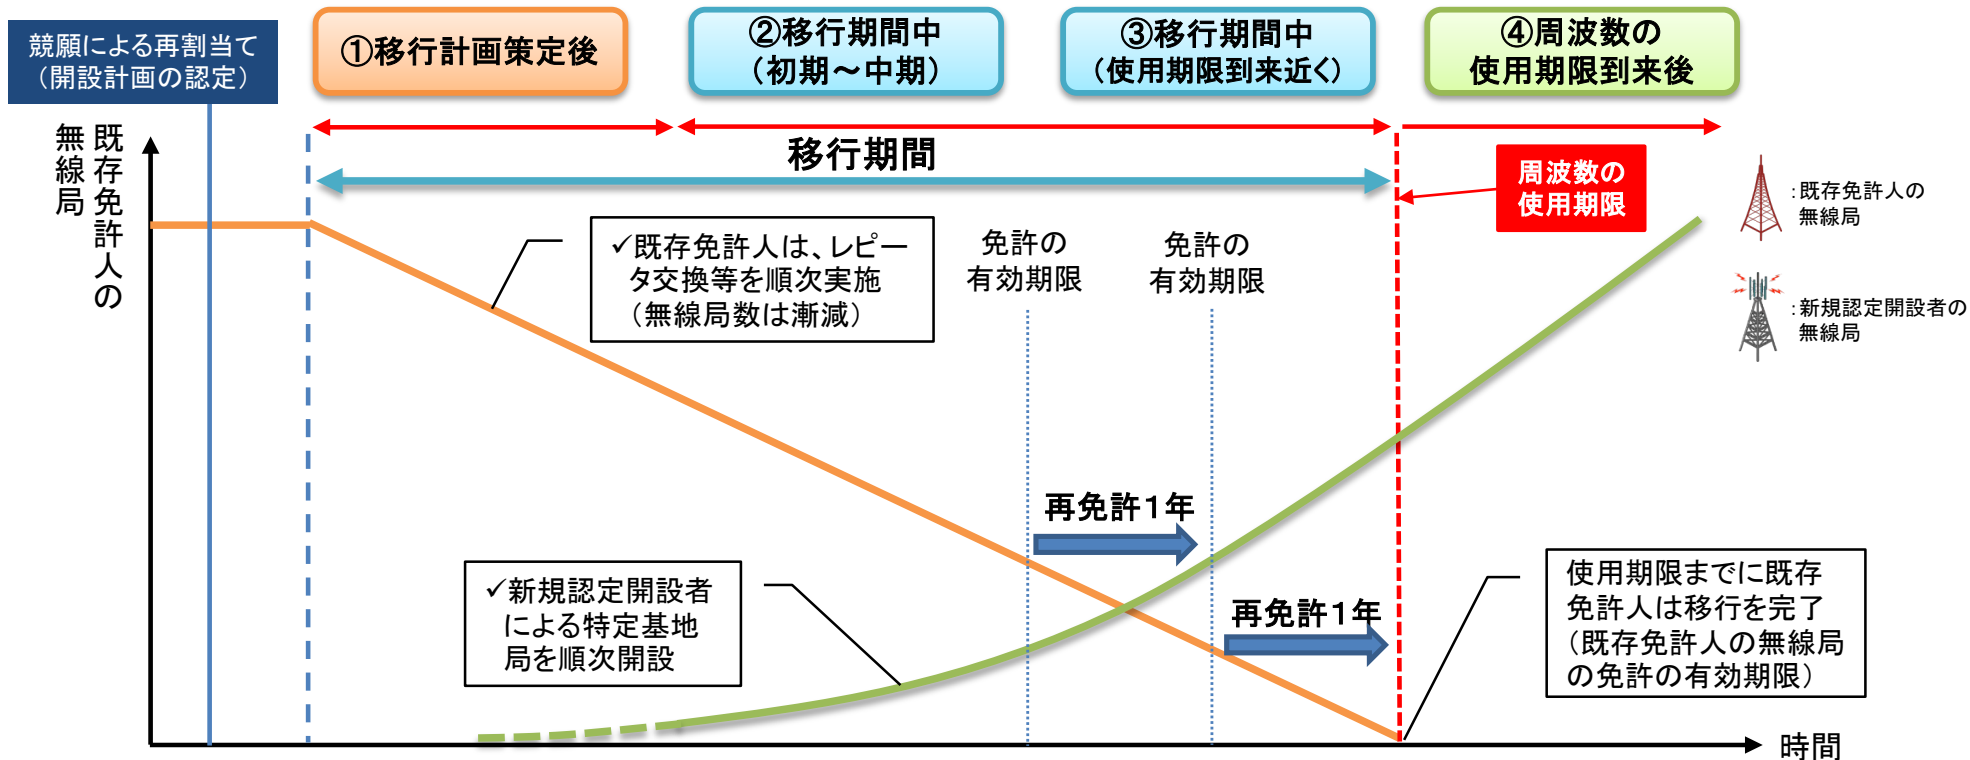 競願による再割当て
（開設計画の認定）
①移行計画策定後
②移行期間中
（初期～中期）
③移行期間中
（使用期限到来近く）
④周波数の
使用期限到来後
既存免許人の
無線局
移行期間
周波数の
使用期限
：既存免許人の
無線局
：新規認定開設者の
無線局
✓既存免許人は、レピー
タ交換等を順次実施
（無線局数は漸減）
免許の
有効期限
免許の
有効期限
再免許１年
再免許１年
✓新規認定開設者
による特定基地
局を順次開設
使用期限までに既存
免許人は移行を完了
（既存免許人の無線局
の免許の有効期限）
時間